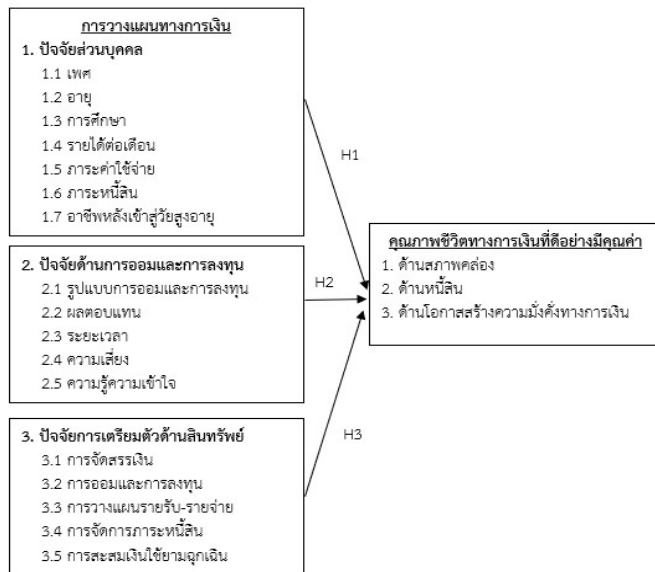 การวางแผนทางการเงิน
1. ปัจจัยส่วนบุคคล
1.1 เพศ
1.2 อายุ
1.3 การศึกษา
1.4 รายได้ต่อเดือน
1.5 ภาระค่าใช้จ่าย
1.6 ภาระหนี้สิน
1.7 อาชีพหลังเข้าสู่วัยสูงอายุ
H1
2. ปัจจัยด้านการออมและการลงทุน
2.1 รูปแบบการออมและการลงทุน
2.2 ผลตอบแทน
2.3 ระยะเวลา
2.4 ความเสี่ยง
2.5 ความรู้ความเข้าใจ
H2
3. ปัจจัยการเตรียมตัวด้านสินทรัพย์
3.1 การจัดสรรเงิน
3.2 การออมและการลงทุน
3.3 การวางแผนรายรับ-รายจ่าย
3.4 การจัดการภาระหนี้สิน
3.5 การสะสมเงินใช้ยามฉุกเฉิน
H3
คุณภาพชีวิตทางการเงินที่ดีอย่างมีคุณค่า
1. ด้านสภาพคล่อง
2. ด้านหนี้สิน
3. ด้านโอกาสสร้างความมั่งคั่งทางการเงิน